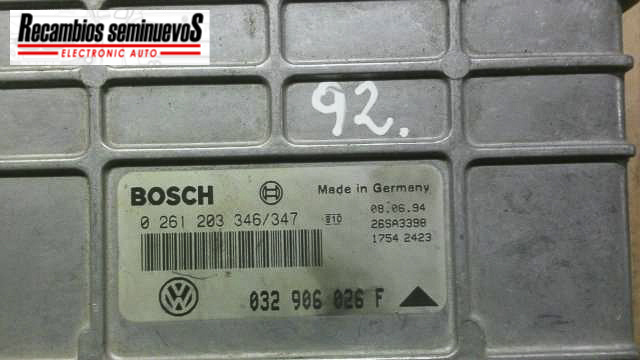 Recambios seminuevoS
ELECTRONIC AUTO
92.
BOSCH
Made in Germany
0 261 203 346/347
08.06.94
26SA3398
1754 2423
032 906 026 F